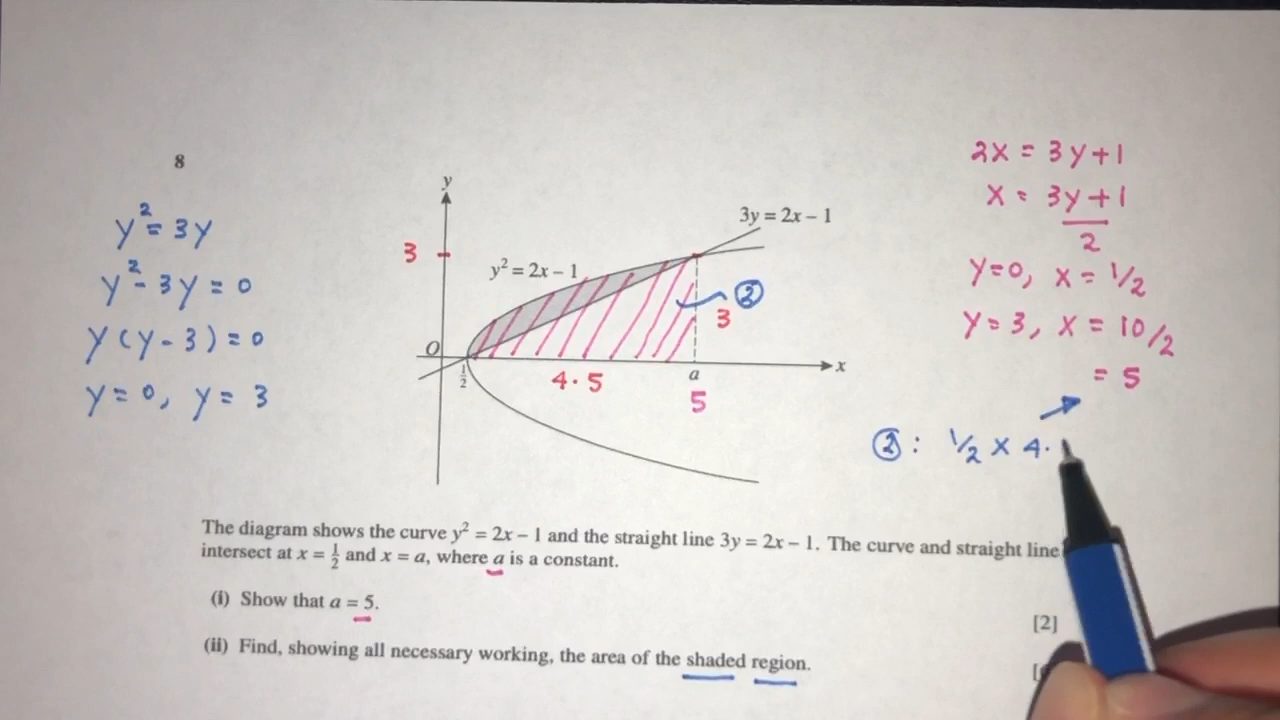 8
y² = 3y
y² - 3y = 0
y(y - 3) = 0
y = 0, y = 3
y
3y = 2x − 1
3
y² = 2x − 1
②
3
O
x
½
4.5
a
5
2x = 3y + 1
x = 3y + 1
2
y = 0, x = 1/2
y = 3, x = 10/2
= 5
② : 1/2 x 4.
The diagram shows the curve y² = 2x − 1 and the straight line 3y = 2x − 1. The curve and straight line
intersect at x = ½ and x = a, where a is a constant.
(i) Show that a = 5.
[2]
(ii) Find, showing all necessary working, the area of the shaded region.